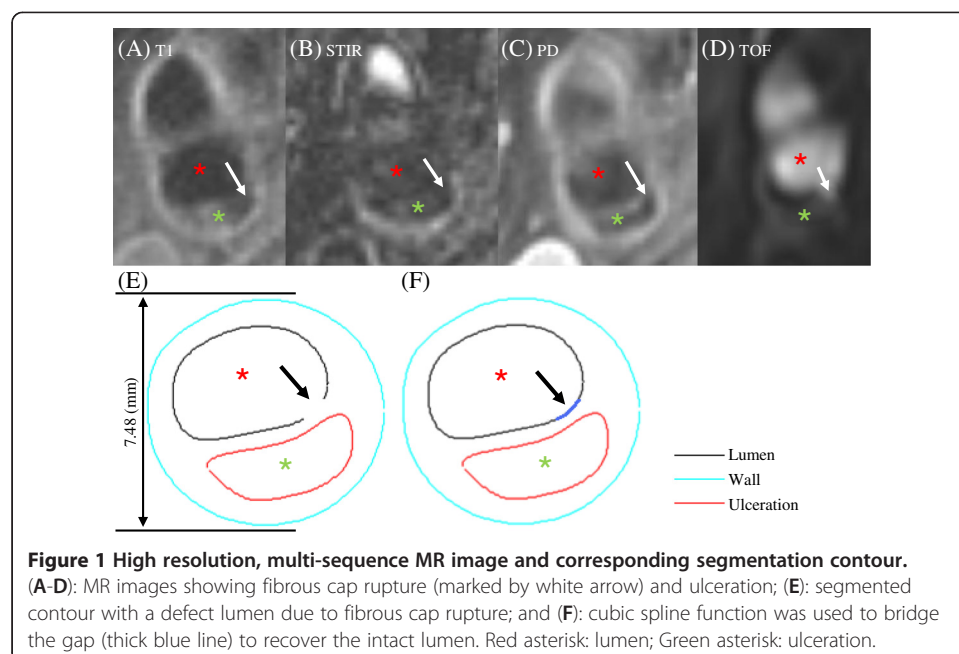 (A) T1
(B) STIR
(C) PD
(D) TOF
*
*
*
*
*
*
*
*
(E)
(F)
7.48 (mm)
*
*
*
*
Lumen
Wall
Ulceration
Figure 1 High resolution, multi-sequence MR image and corresponding segmentation contour.
(A-D): MR images showing fibrous cap rupture (marked by white arrow) and ulceration; (E): segmented
contour with a defect lumen due to fibrous cap rupture; and (F): cubic spline function was used to bridge
the gap (thick blue line) to recover the intact lumen. Red asterisk: lumen; Green asterisk: ulceration.